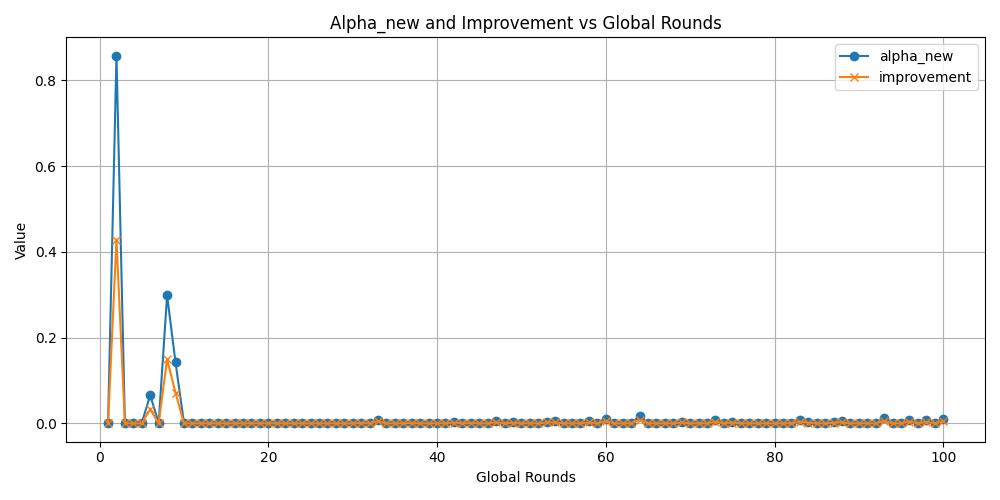 Alpha_new and Improvement vs Global Rounds
alpha_new
improvement
Value
0.8
0.6
0.4
0.2
0.0
0
20
40
60
80
100
Global Rounds